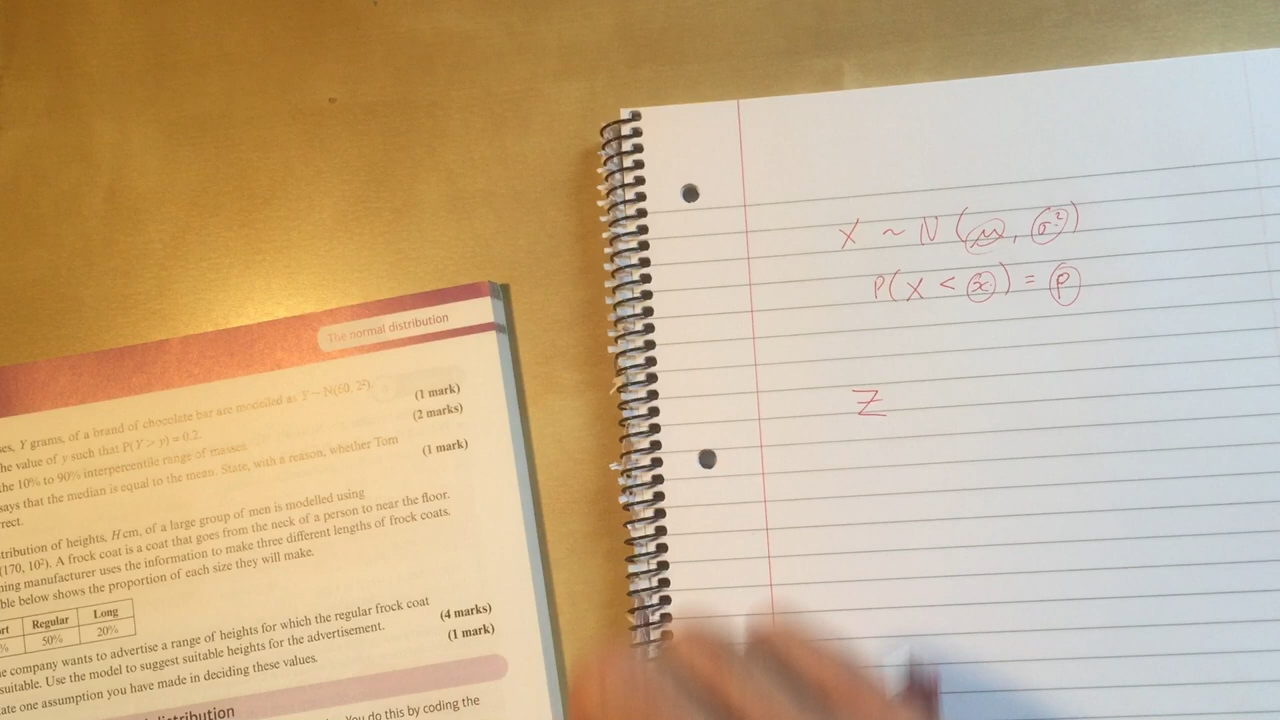 The normal distribution
ses, Y grams, of a brand of chocolate bar are modelled as Y ~ N(60, 2²).
(1 mark)
he value of y such that P(Y > y) = 0.2.
(2 marks)
the 10% to 90% interpercentile range of masses.
says that the median is equal to the mean. State, with a reason, whether Tom
(1 mark)
rrect.
tribution of heights, H cm, of a large group of men is modelled using
(170, 10²). A frock coat is a coat that goes from the neck of a person to near the floor.
ning manufacturer uses the information to make three different lengths of frock coats.
ble below shows the proportion of each size they will make.
rt Regular Long
% 50% 20%
e company wants to advertise a range of heights for which the regular frock coat
suitable. Use the model to suggest suitable heights for the advertisement.
(4 marks)
ate one assumption you have made in deciding these values.
(1 mark)
distribution
You do this by coding the
X ~ N (μ, σ²)
P(X < x) = p
Z